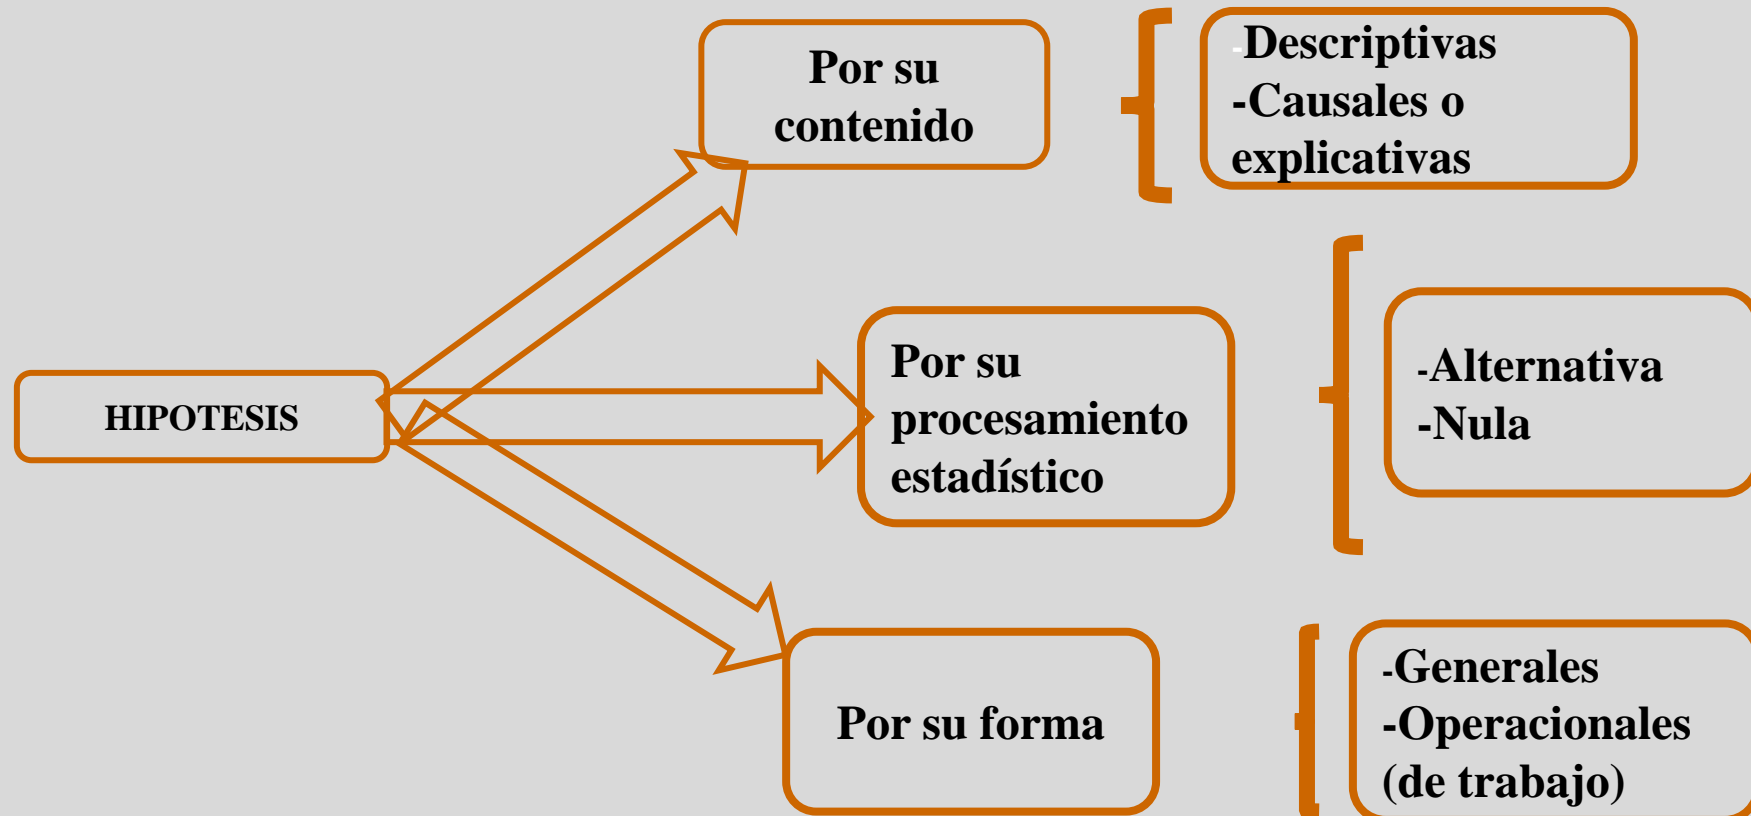 Por su
contenido
-Descriptivas
-Causales o
explicativas
HIPOTESIS
Por su
procesamiento
estadístico
-Alternativa
-Nula
Por su forma
-Generales
-Operacionales
(de trabajo)